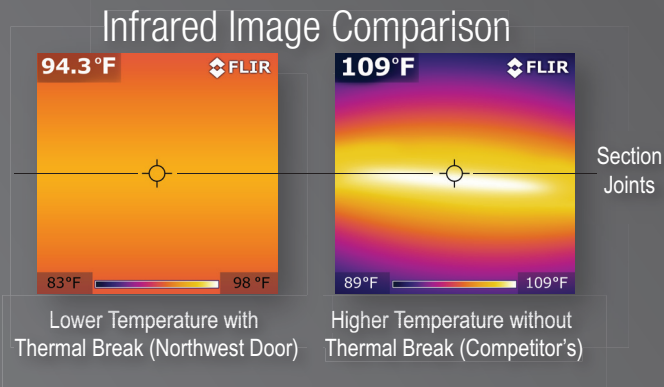 Infrared Image Comparison
94.3°F FLIR
109°F FLIR
Section
Joints
83°F 98 °F
89°F 109°F
Lower Temperature with
Thermal Break (Northwest Door)
Higher Temperature without
Thermal Break (Competitor's)